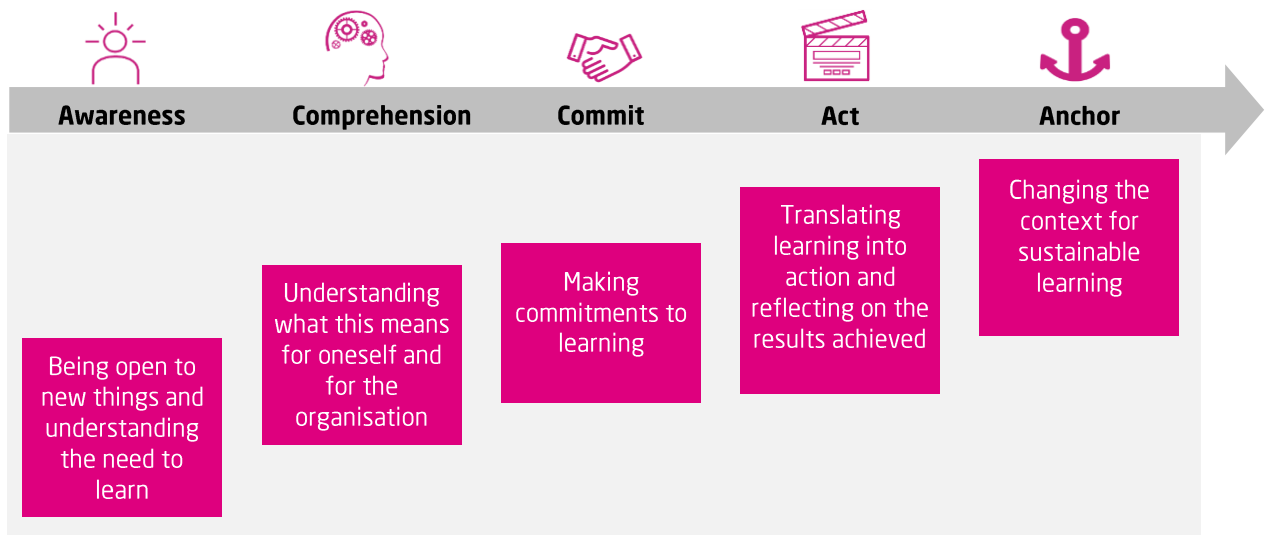 Awareness
Comprehension
Commit
Act
Anchor
Being open to
new things and
understanding
the need to
learn
Understanding
what this means
for oneself and
for the
organisation
Making
commitments to
learning
Translating
learning into
action and
reflecting on the
results achieved
Changing the
context for
sustainable
learning